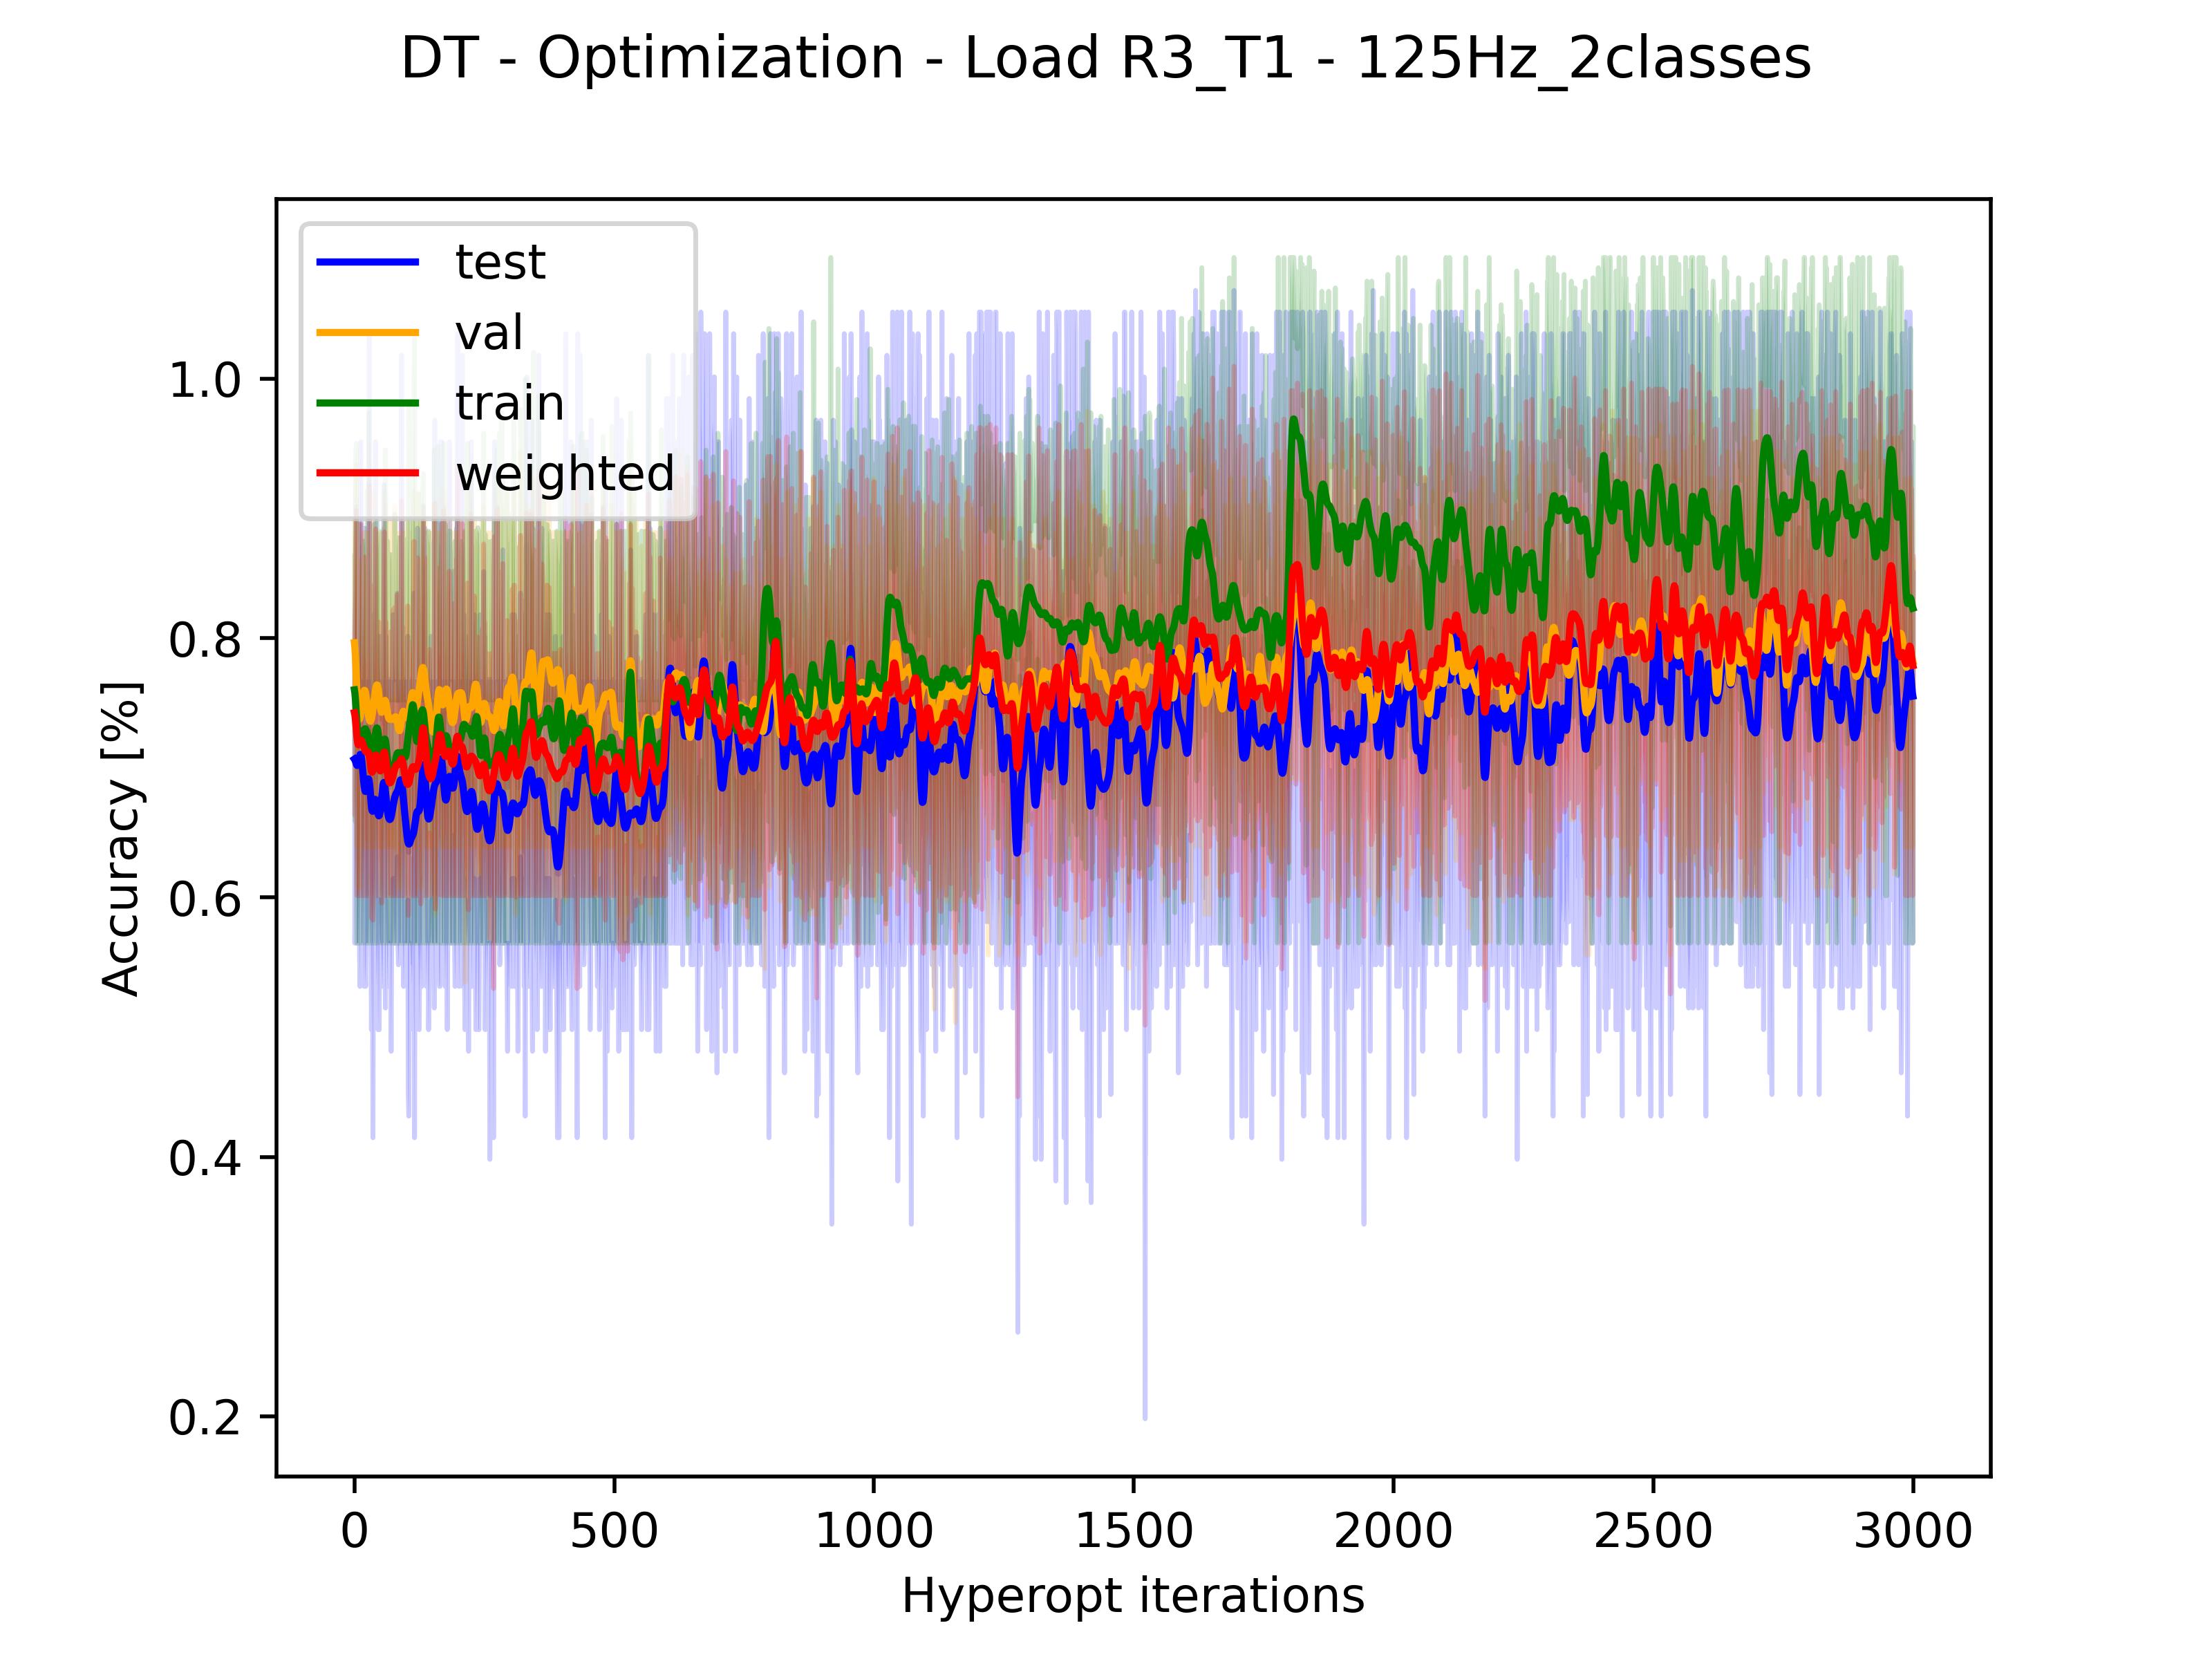 DT - Optimization - Load R3_T1 - 125Hz_2classes
test
val
train
weighted
1.0
0.8
0.6
0.4
0.2
Accuracy [%]
0 500 1000 1500 2000 2500 3000
Hyperopt iterations